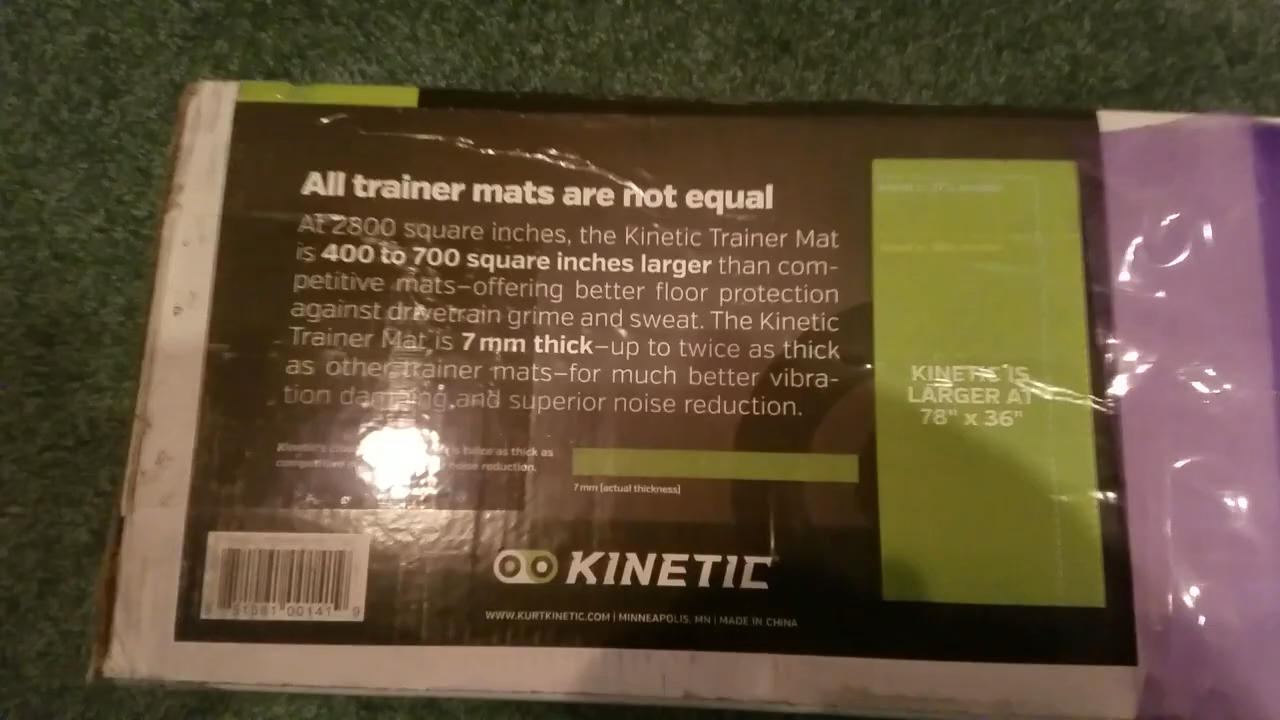 All trainer mats are not equal
At 2800 square inches, the Kinetic Trainer Mat
is 400 to 700 square inches larger than com-
petitive mats–offering better floor protection
against drivetrain grime and sweat. The Kinetic
Trainer Mat is 7 mm thick–up to twice as thick
as other trainer mats–for much better vibra-
tion damping and superior noise reduction.
is twice as thick as
noise reduction.
7 mm [actual thickness]
KINETIC IS
LARGER AT
78" x 36"
KINETIC
WWW.KURTKINETIC.COM | MINNEAPOLIS, MN | MADE IN CHINA
00141 9